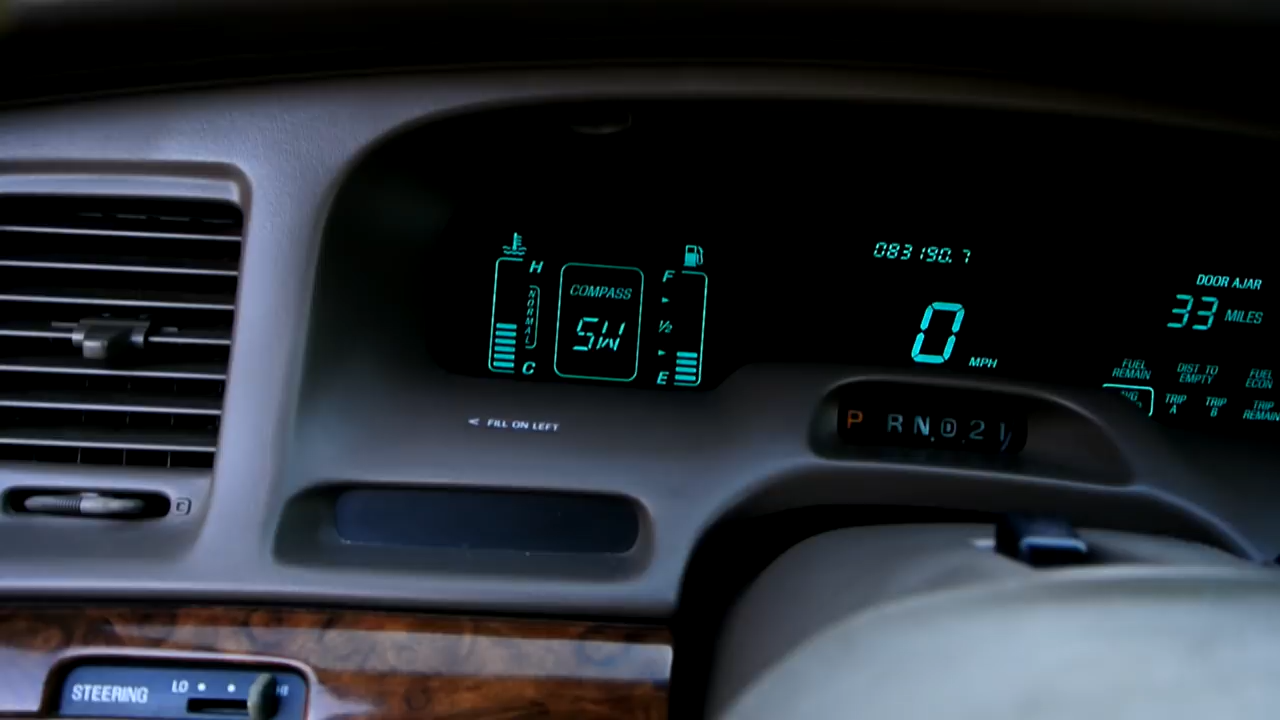 H
NORMAL
C
COMPASS
SW
F
1/2
E
083190.7
0 MPH
DOOR AJAR
33 MILES
FUEL REMAIN
DIST TO EMPTY
FUEL ECON
TRIP A
TRIP B
TRIP REMAIN
< FILL ON LEFT
P R N D 2 1
STEERING
LO
HI